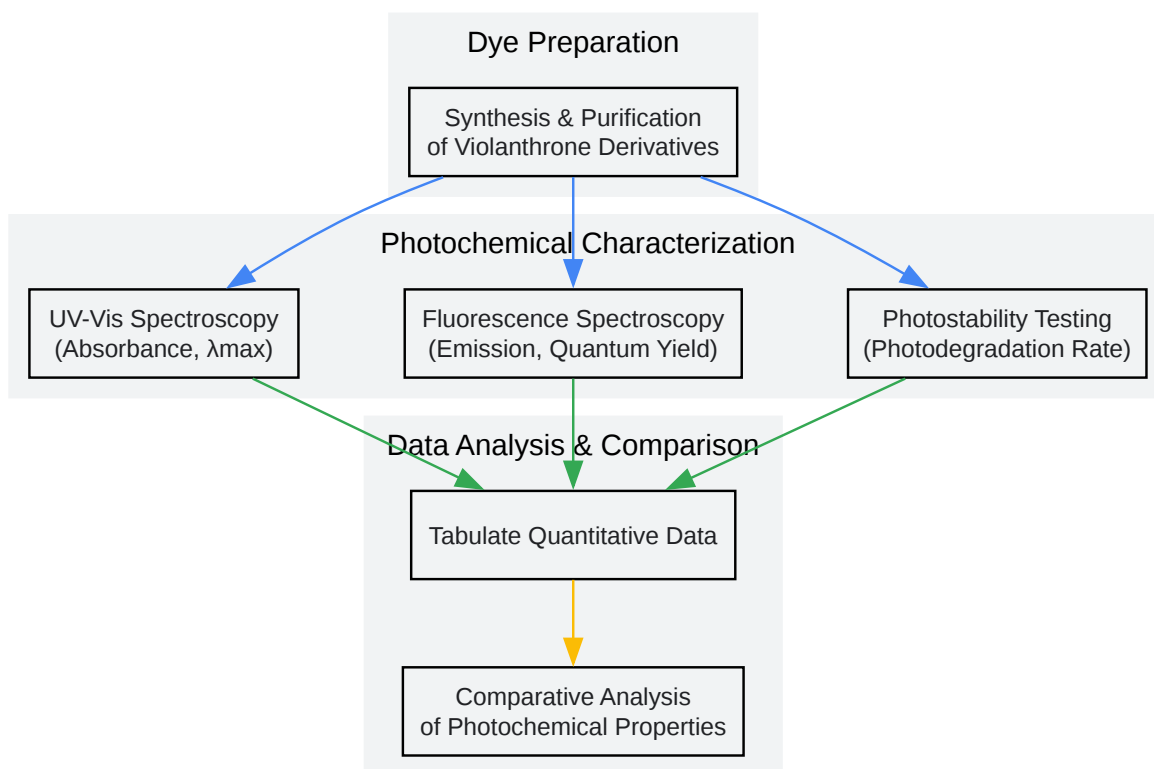 Dye Preparation
Synthesis & Purification
of Violanthrone Derivatives
Photochemical Characterization
UV-Vis Spectroscopy
(Absorbance, λmax)
Fluorescence Spectroscopy
(Emission, Quantum Yield)
Photostability Testing
(Photodegradation Rate)
Data Analysis & Comparison
Tabulate Quantitative Data
Comparative Analysis
of Photochemical Properties